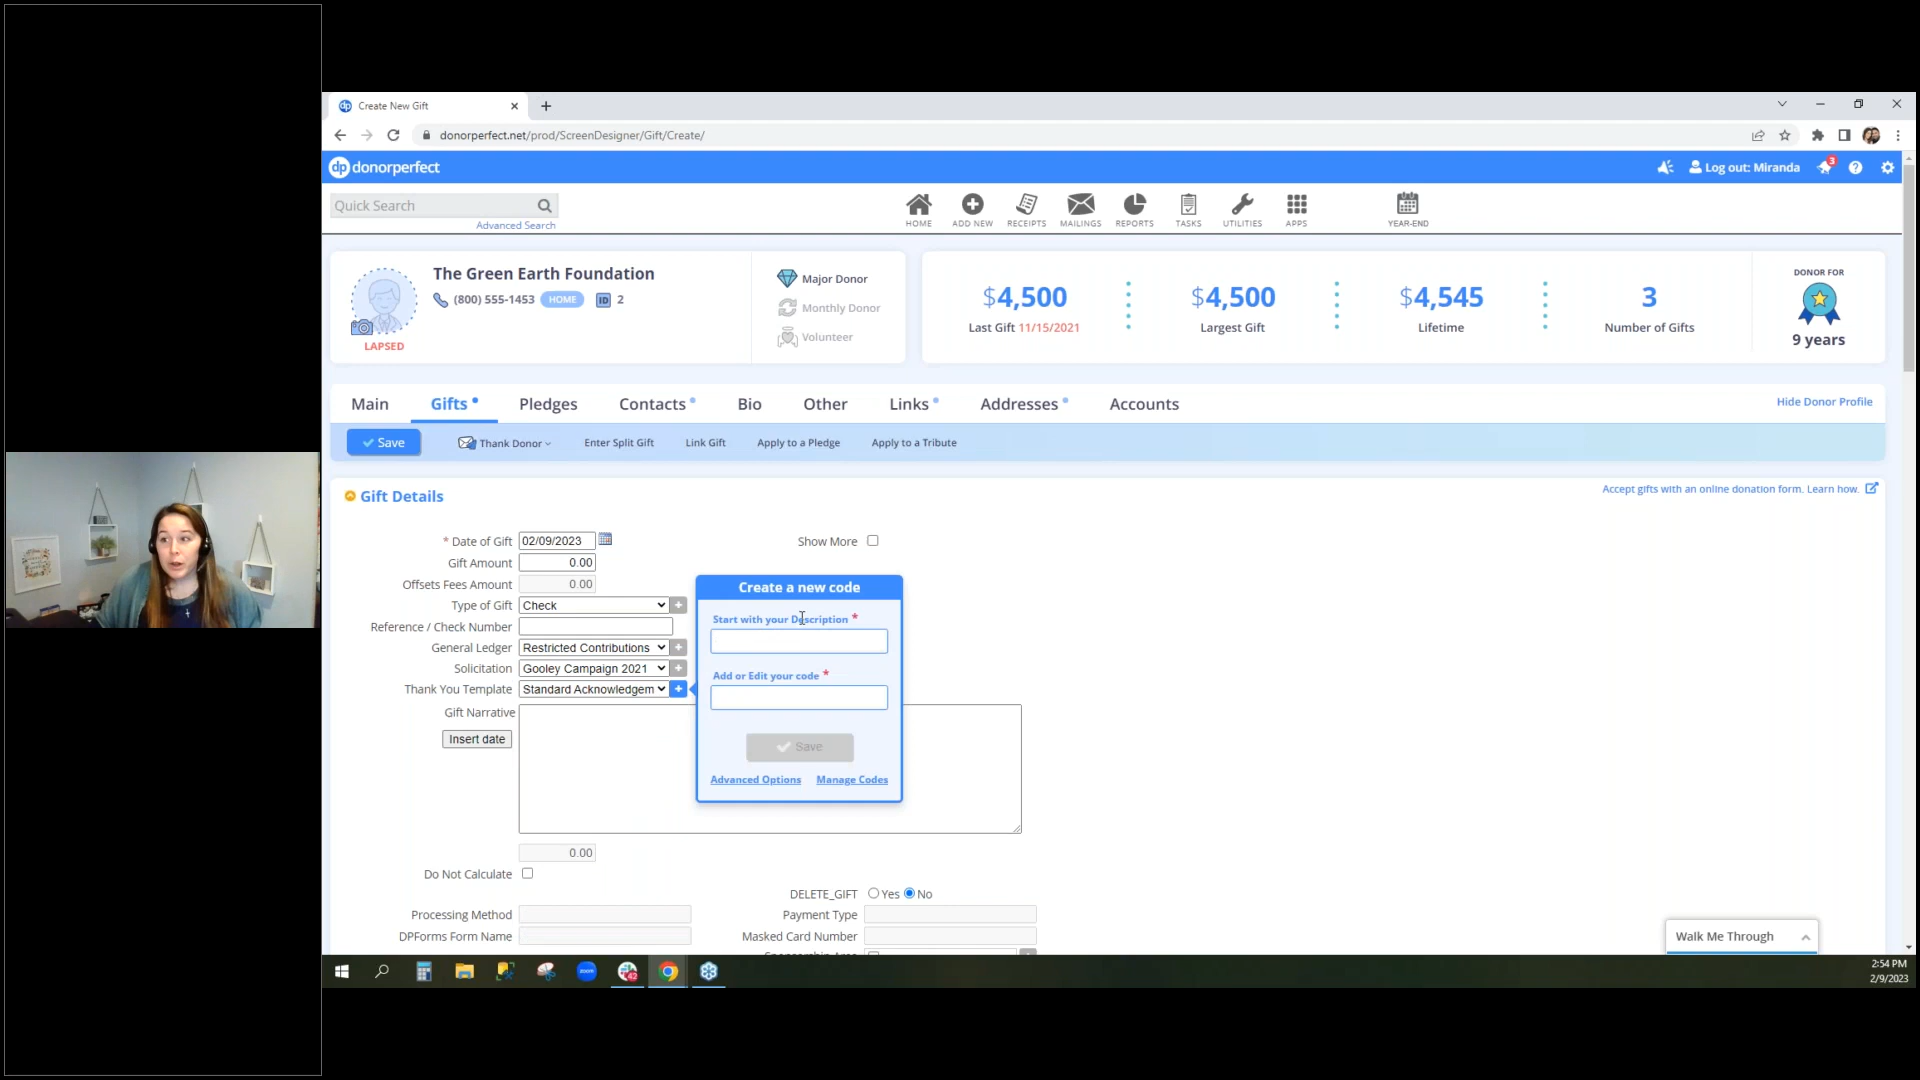 Create New Gift
donorperfect.net/prod/ScreenDesigner/Gift/Create/
dp donorperfect
Log out: Miranda
3
Quick Search
Advanced Search
HOME
ADD NEW
RECEIPTS
MAILINGS
REPORTS
TASKS
UTILITIES
APPS
YEAR-END
The Green Earth Foundation
(800) 555-1453 HOME ID 2
LAPSED
Major Donor
Monthly Donor
Volunteer
$4,500
Last Gift 11/15/2021
$4,500
Largest Gift
$4,545
Lifetime
3
Number of Gifts
DONOR FOR
9 years
Main Gifts Pledges Contacts Bio Other Links Addresses Accounts
Hide Donor Profile
Save Thank Donor Enter Split Gift Link Gift Apply to a Pledge Apply to a Tribute
Gift Details
Accept gifts with an online donation form. Learn how.
* Date of Gift 02/09/2023
Show More
Gift Amount 0.00
Offsets Fees Amount 0.00
Type of Gift Check
Reference / Check Number
General Ledger Restricted Contributions
Solicitation Gooley Campaign 2021
Thank You Template Standard Acknowledgem
Gift Narrative
Insert date
Create a new code
Start with your Description *
Add or Edit your code *
Save
Advanced Options Manage Codes
0.00
Do Not Calculate
DELETE_GIFT Yes No
Processing Method
Payment Type
DPForms Form Name
Masked Card Number
Walk Me Through
zoom
42
2:54 PM
2/9/2023